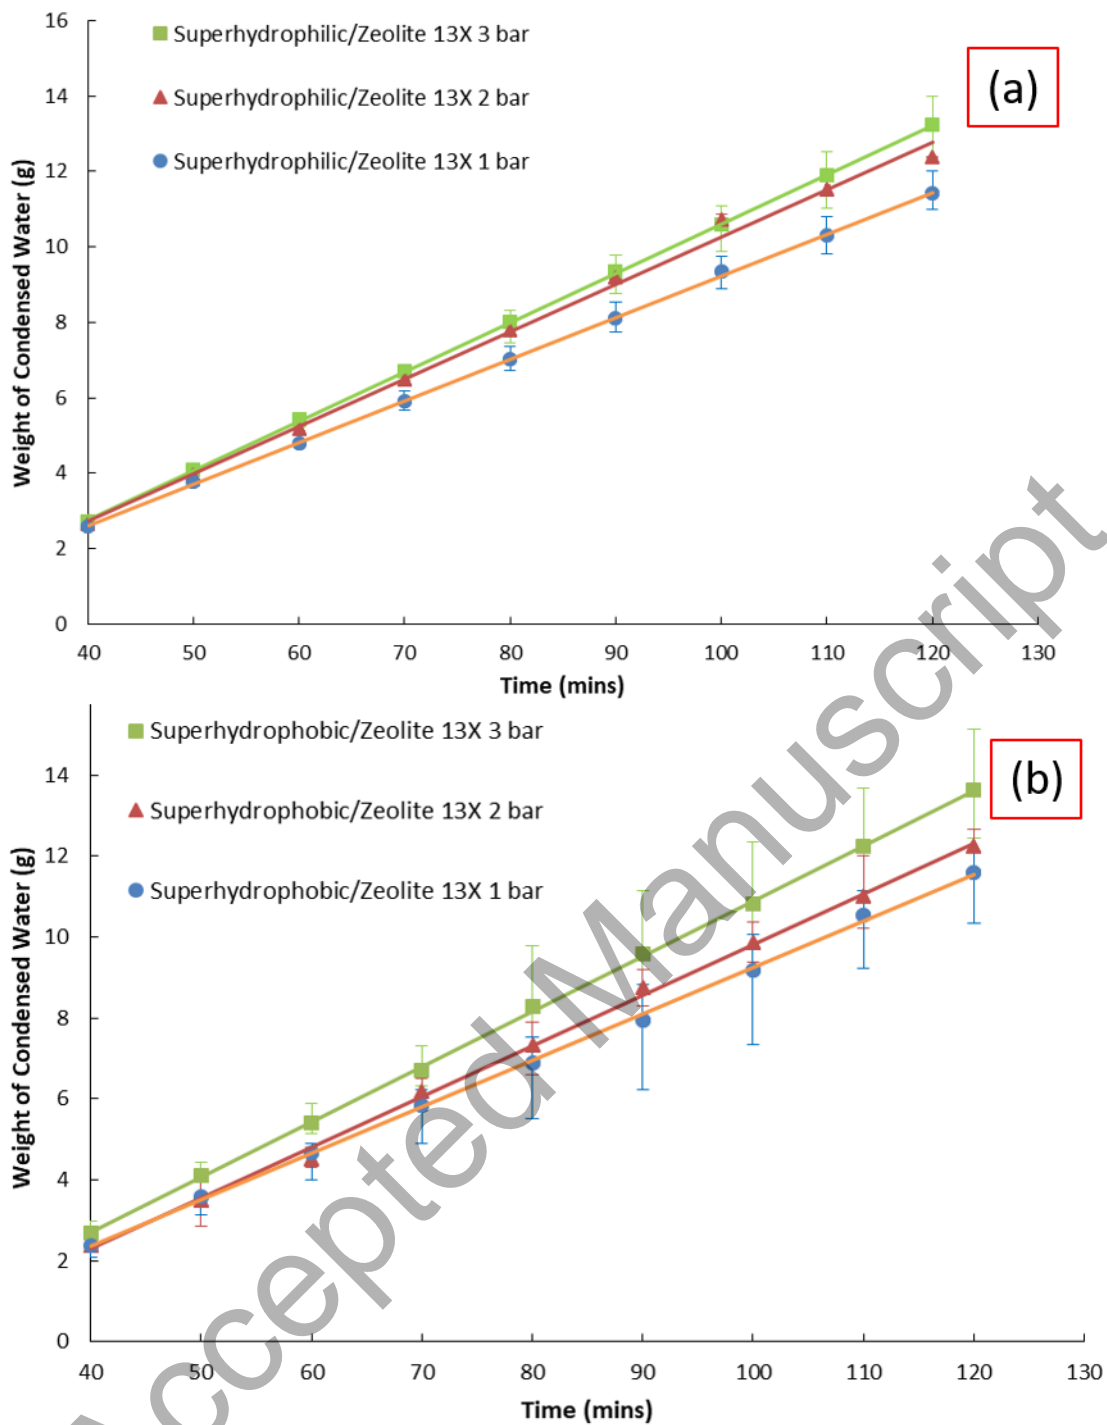 16
14
12
10
8
6
4
2
0
Weight of Condensed Water (g)
Superhydrophilic/Zeolite 13X 3 bar
Superhydrophilic/Zeolite 13X 2 bar
Superhydrophilic/Zeolite 13X 1 bar
(a)
40 50 60 70 80 90 100 110 120 130
Time (mins)
14
12
10
8
6
4
2
0
Weight of Condensed Water (g)
Superhydrophobic/Zeolite 13X 3 bar
Superhydrophobic/Zeolite 13X 2 bar
Superhydrophobic/Zeolite 13X 1 bar
(b)
40 50 60 70 80 90 100 110 120 130
Time (mins)
Accepted Manuscript